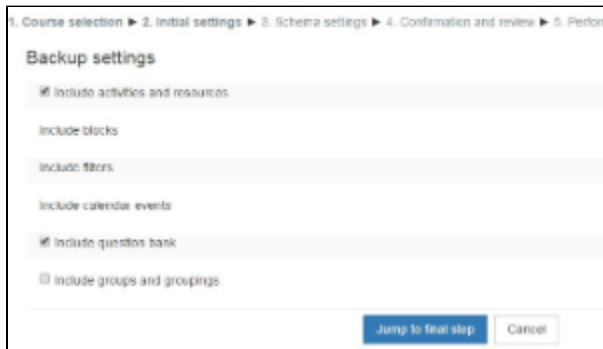 1. Course selection ► 2. Initial settings ► 3. Schema settings ► 4. Confirmation and review ► 5. Perfor
Backup settings
Include activities and resources
Include blocks
Include filters
Include calendar events
Include question bank
Include groups and groupings
Jump to final step Cancel